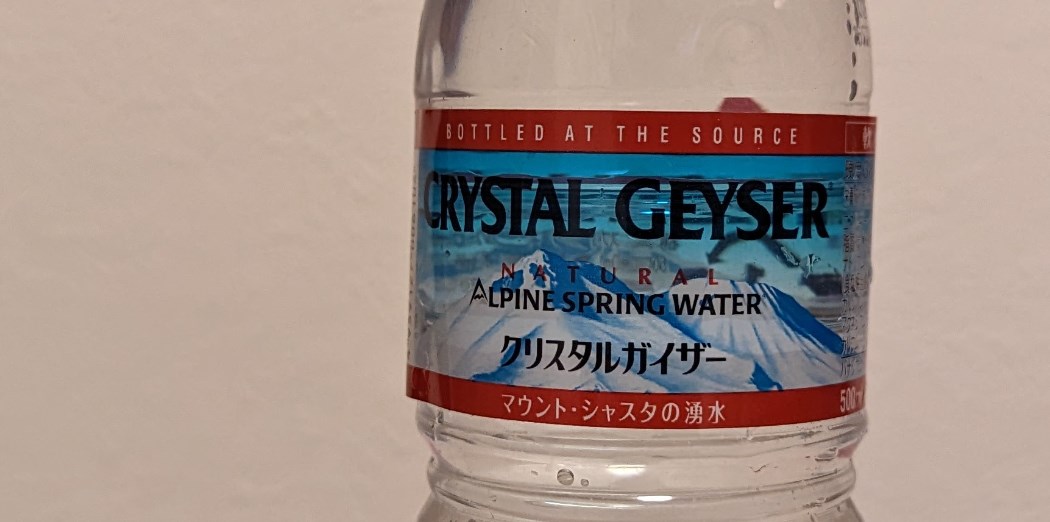 BOTTLED AT THE SOURCE
CRYSTAL GEYSER
NATURAL
ALPINE SPRING WATER
クリスタルガイザー
マウント・シャスタの湧水